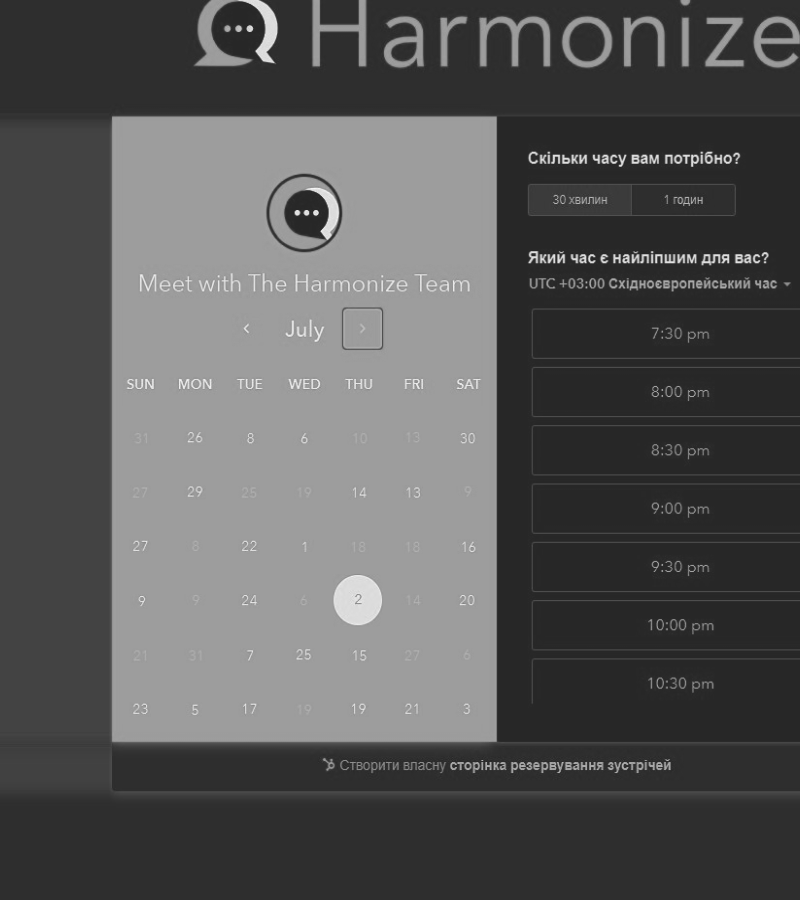 Harmonize
Meet with The Harmonize Team
July
SUN MON TUE WED THU FRI SAT
31 26 8 6 10 13 30
27 29 25 19 14 13 9
27 8 22 1 18 18 16
9 9 24 6 2 14 20
21 31 7 25 15 27 6
23 5 17 19 19 21 3
Скільки часу вам потрібно?
30 хвилин 1 годин
Який час є найліпшим для вас?
UTC +03:00 Східноєвропейський час
7:30 pm
8:00 pm
8:30 pm
9:00 pm
9:30 pm
10:00 pm
10:30 pm
Створити власну сторінка резервування зустрічей